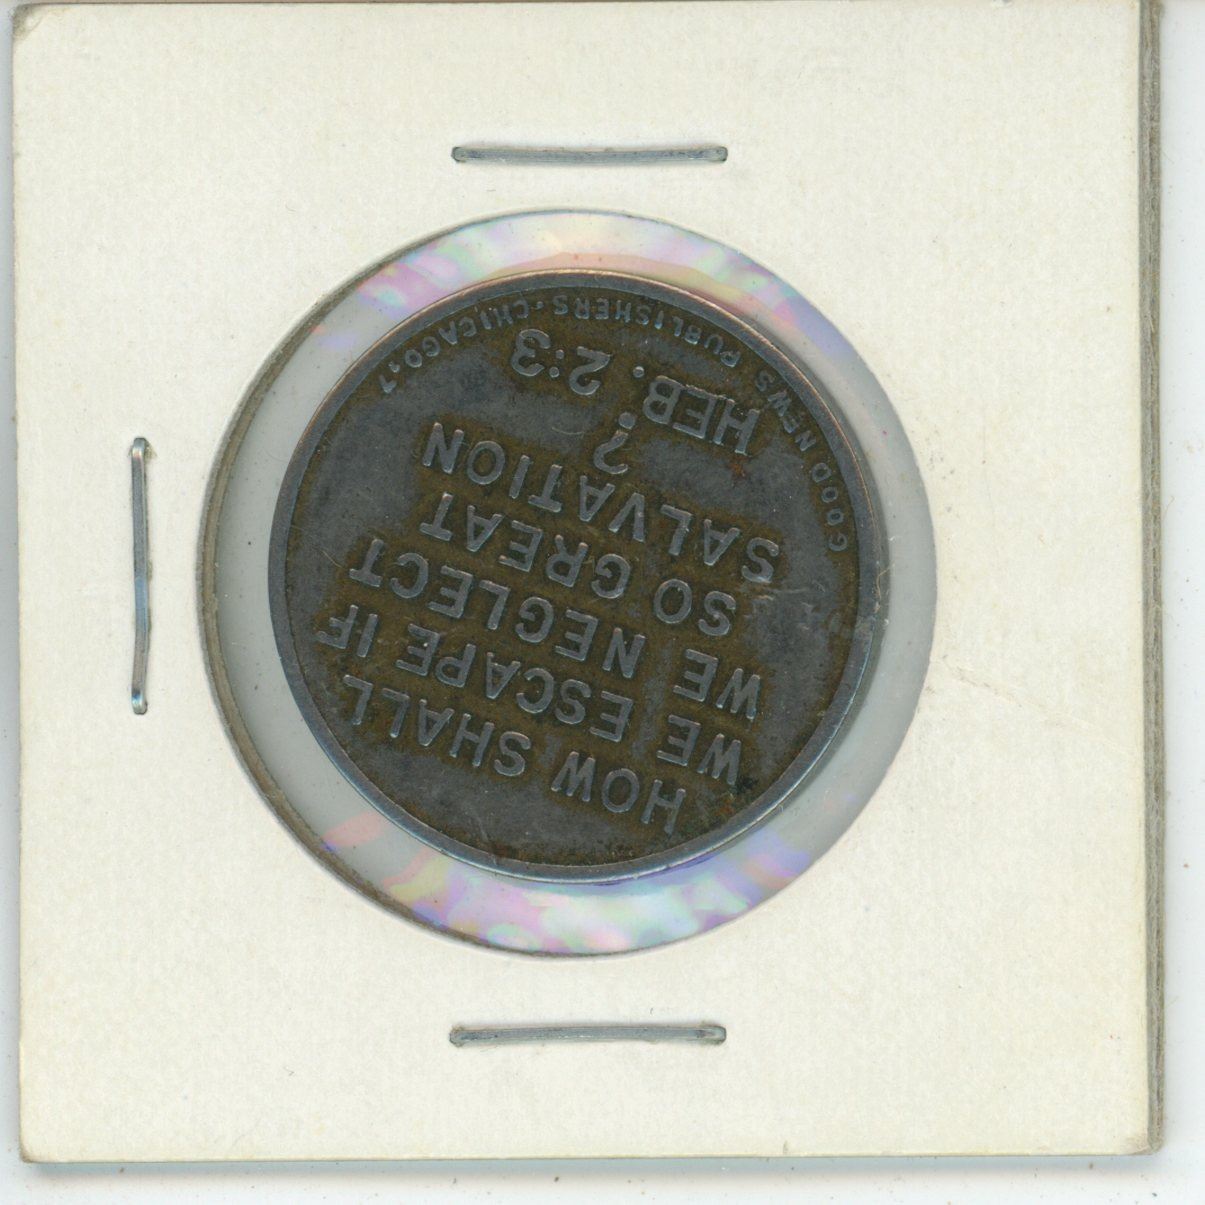 HOW SHALL
WE ESCAPE IF
WE NEGLECT
SO GREAT
SALVATION
?
HEB. 2:3
GOOD NEWS PUBLISHERS-CHICAGO,7